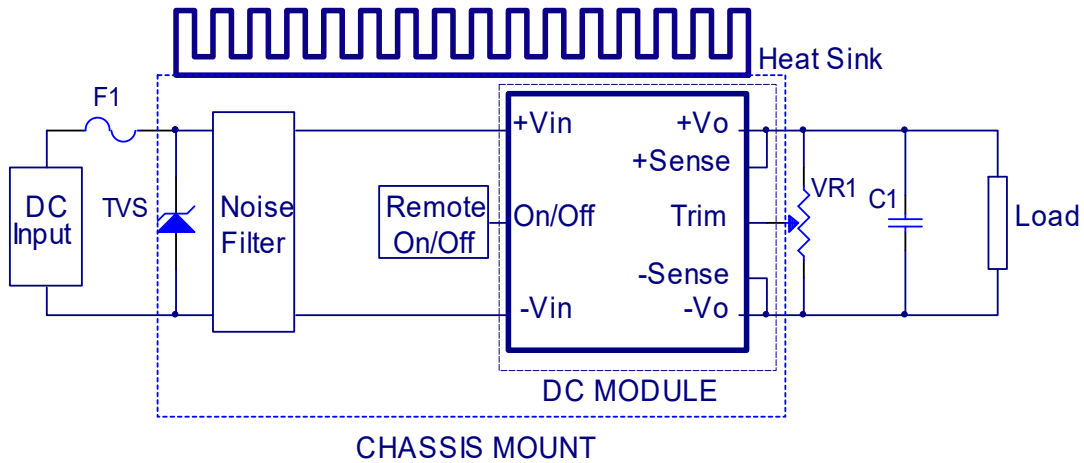 Heat Sink
F1
+Vin
+Vo
+Sense
DC
Input
TVS
Noise
Filter
Remote
On/Off
On/Off
Trim
VR1
C1
Load
-Sense
-Vin
-Vo
DC MODULE
CHASSIS MOUNT